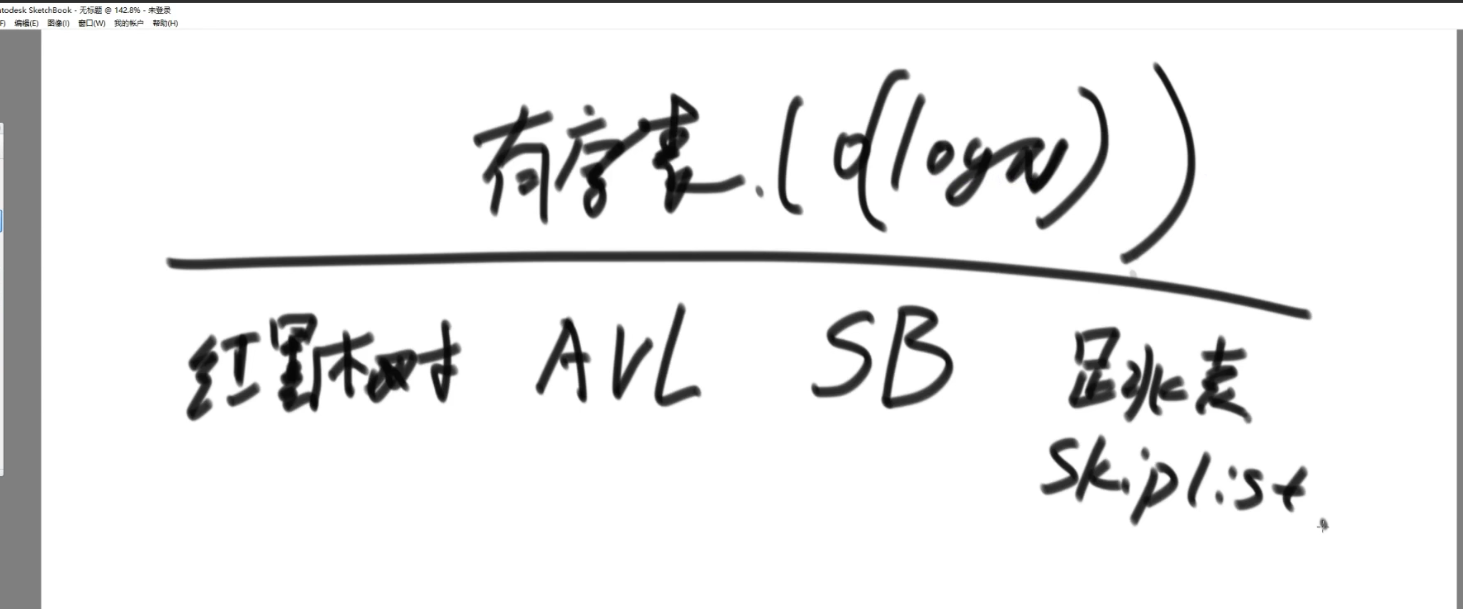 utodesk SketchBook - 无标题 @ 142.8% - 未登录
F) 编辑(E) 图像(I) 窗口(W) 我的帐户 帮助(H)
有序表.(O(logN))
红黑树 AVL SB 跳表
Skiplist.